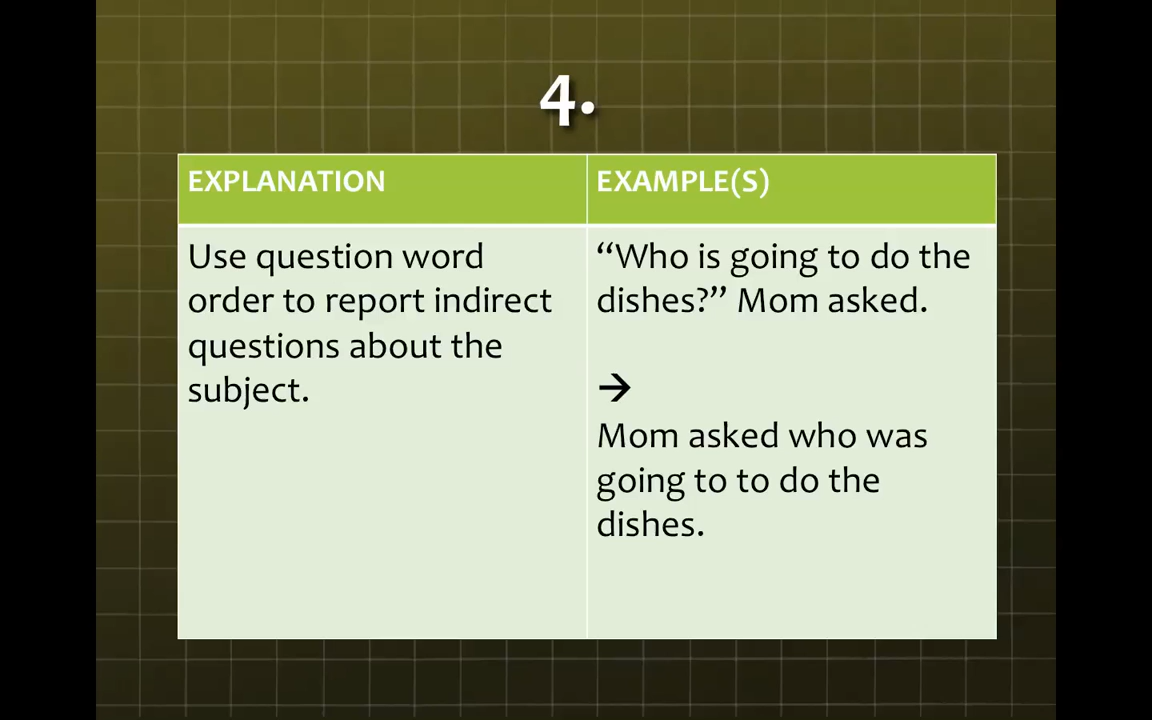 4.
EXPLANATION
EXAMPLE(S)
Use question word
order to report indirect
questions about the
subject.
“Who is going to do the
dishes?” Mom asked.
→
Mom asked who was
going to to do the
dishes.